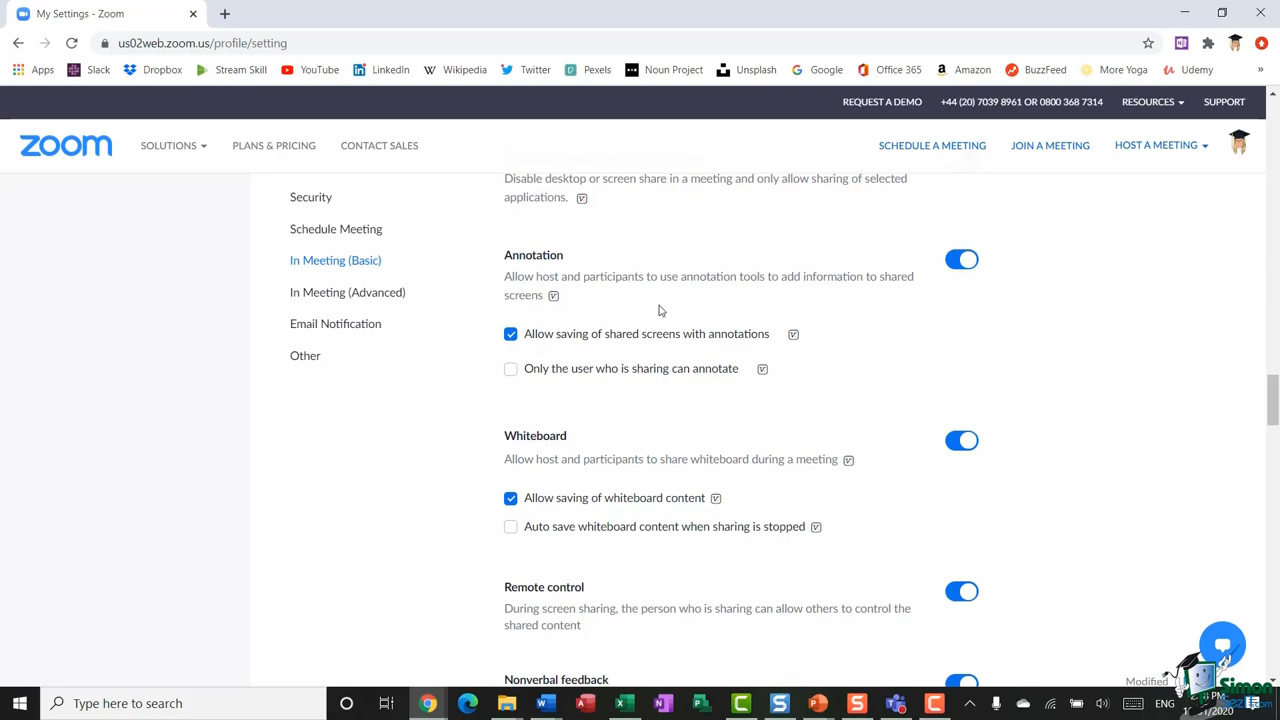 My Settings - Zoom
us02web.zoom.us/profile/setting
Apps Slack Dropbox Stream Skill YouTube LinkedIn Wikipedia Twitter Pexels Noun Project Unsplash Google Office 365 Amazon BuzzFeed More Yoga Udemy »
REQUEST A DEMO +44 (20) 7039 8961 OR 0800 368 7314 RESOURCES SUPPORT
zoom SOLUTIONS PLANS & PRICING CONTACT SALES SCHEDULE A MEETING JOIN A MEETING HOST A MEETING
Disable desktop or screen share in a meeting and only allow sharing of selected
applications.
Security
Schedule Meeting
In Meeting (Basic)
In Meeting (Advanced)
Email Notification
Other
Annotation
Allow host and participants to use annotation tools to add information to shared
screens
Allow saving of shared screens with annotations
Only the user who is sharing can annotate
Whiteboard
Allow host and participants to share whiteboard during a meeting
Allow saving of whiteboard content
Auto save whiteboard content when sharing is stopped
Remote control
During screen sharing, the person who is sharing can allow others to control the
shared content
Nonverbal feedback
Modified
Type here to search
ENG
Simon